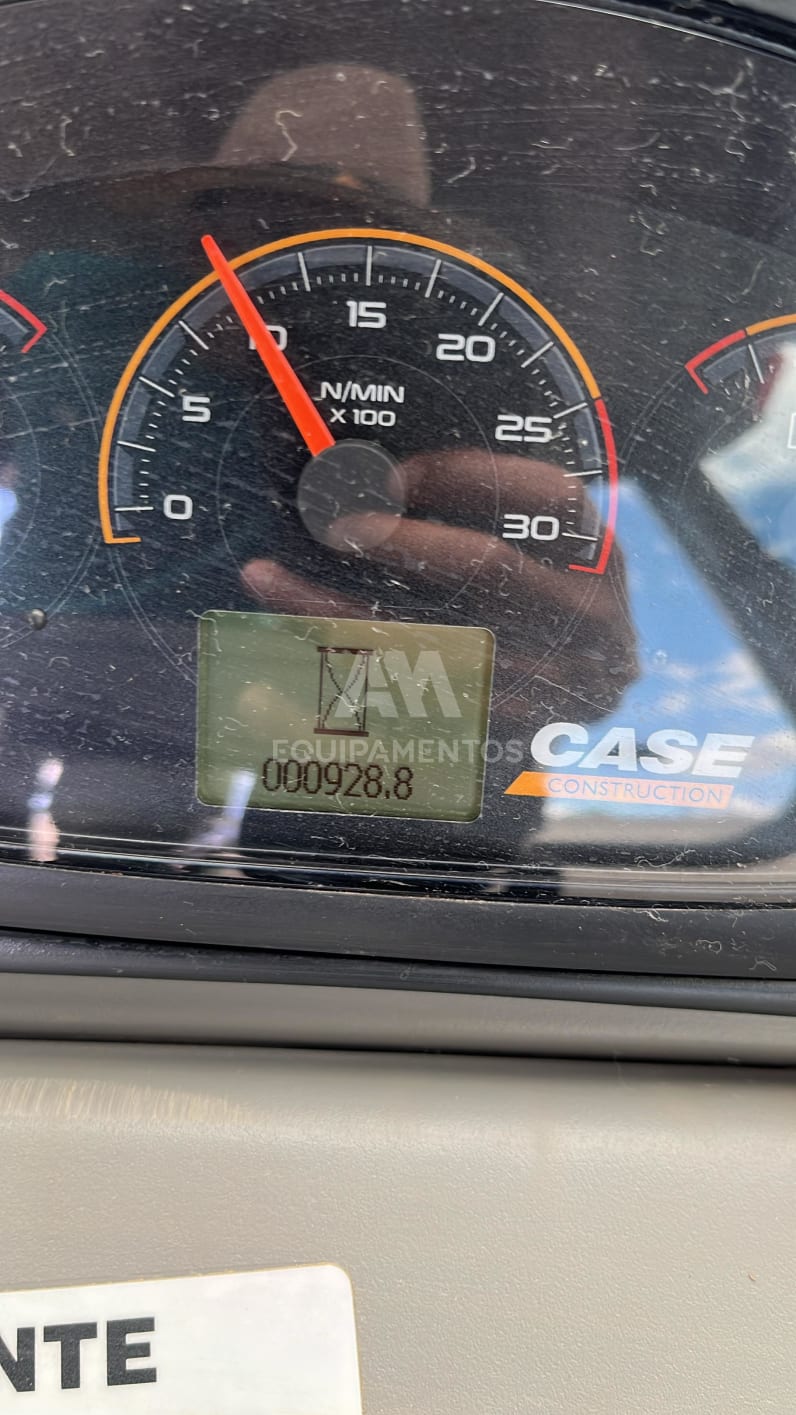 0
5
10
15
20
25
30
N/MIN
X 100
AM
EQUIPAMENTOS
000928.8
CASE
CONSTRUCTION
NTE